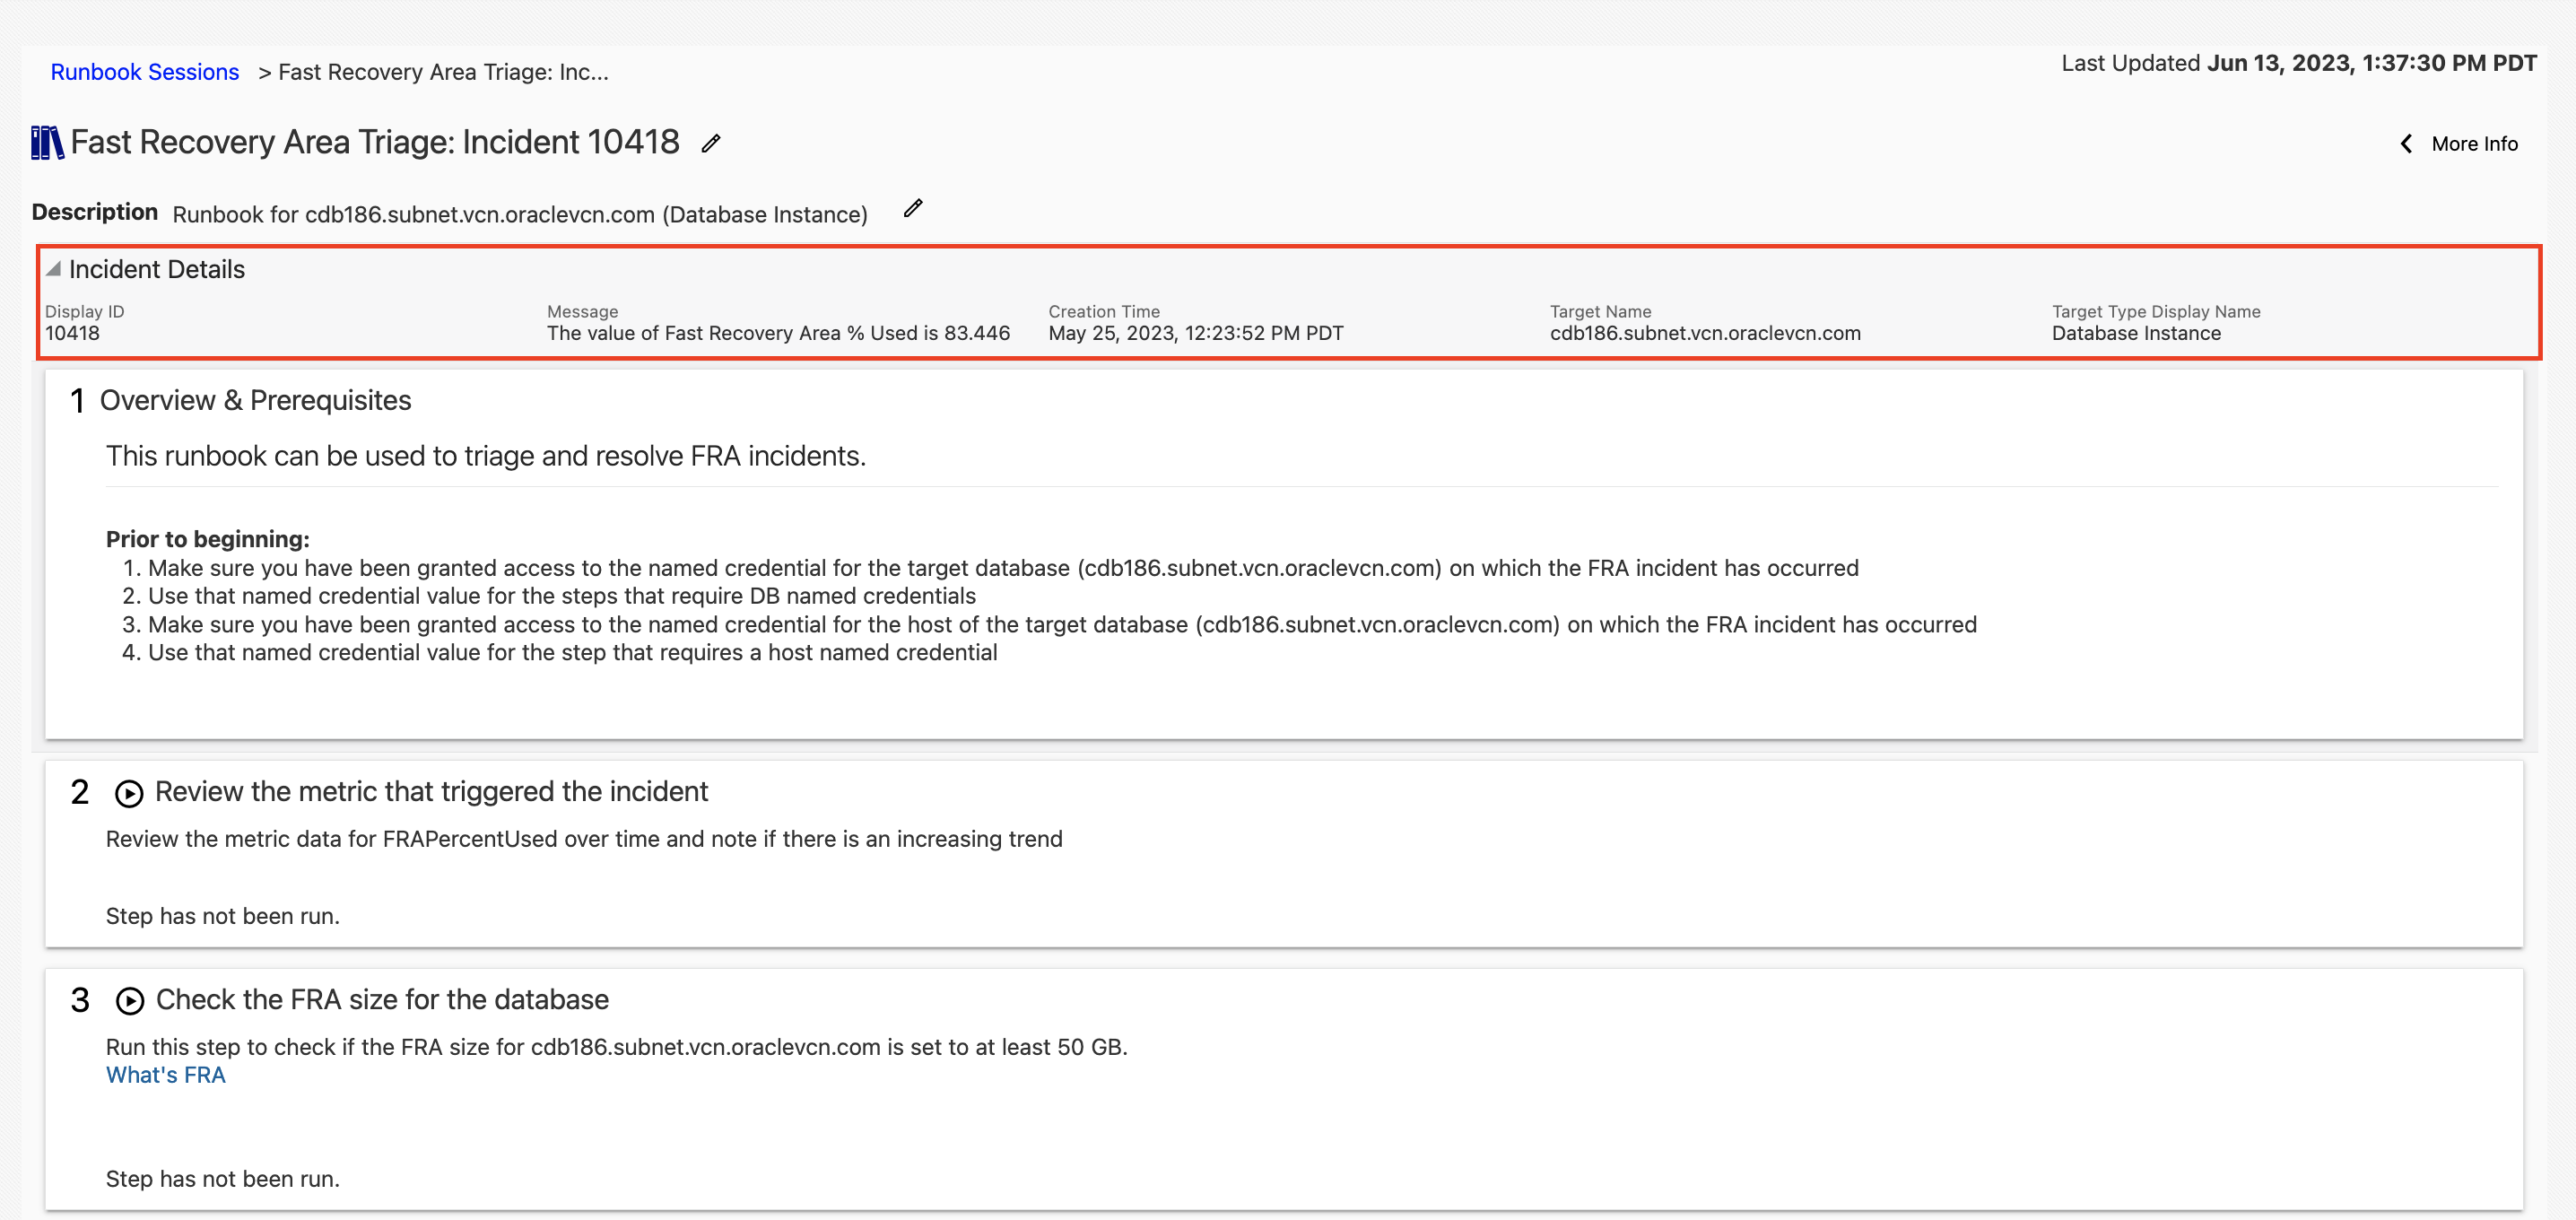 Runbook Sessions > Fast Recovery Area Triage: Inc...
Last Updated Jun 13, 2023, 1:37:30 PM PDT
Fast Recovery Area Triage: Incident 10418
More Info
Description Runbook for cdb186.subnet.vcn.oraclevcn.com (Database Instance)
Incident Details
Display ID
10418
Message
The value of Fast Recovery Area % Used is 83.446
Creation Time
May 25, 2023, 12:23:52 PM PDT
Target Name
cdb186.subnet.vcn.oraclevcn.com
Target Type Display Name
Database Instance
1 Overview & Prerequisites
This runbook can be used to triage and resolve FRA incidents.
Prior to beginning:
1. Make sure you have been granted access to the named credential for the target database (cdb186.subnet.vcn.oraclevcn.com) on which the FRA incident has occurred
2. Use that named credential value for the steps that require DB named credentials
3. Make sure you have been granted access to the named credential for the host of the target database (cdb186.subnet.vcn.oraclevcn.com) on which the FRA incident has occurred
4. Use that named credential value for the step that requires a host named credential
2 Review the metric that triggered the incident
Review the metric data for FRAPercentUsed over time and note if there is an increasing trend
Step has not been run.
3 Check the FRA size for the database
Run this step to check if the FRA size for cdb186.subnet.vcn.oraclevcn.com is set to at least 50 GB.
What's FRA
Step has not been run.